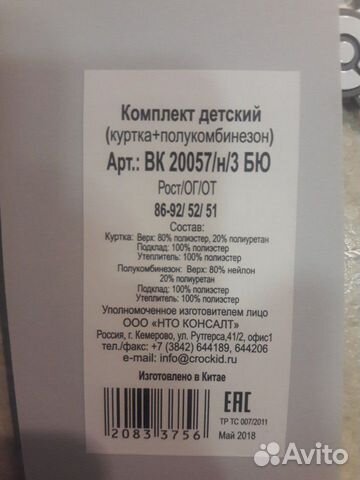 Комплект детский
(куртка+полукомбинезон)
Арт.: ВК 20057/н/3 БЮ
Рост/ОГ/ОТ
86-92/ 52/ 51
Состав:
Куртка: Верх: 80% полиэстер, 20% полиуретан
Подклад: 100% полиэстер
Утеплитель: 100% полиэстер
Полукомбинезон: Верх: 80% нейлон
20% полиуретан
Подклад: 100% полиэстер
Утеплитель: 100% полиэстер
Уполномоченное изготовителем лицо
ООО «НТО КОНСАЛТ»
Россия, г. Кемерово, ул. Рутгерса,41/2, офис1
тел./факс: +7 (3842) 644189, 644206
e-mail: info@crockid.ru
Изготовлено в Китае
2083 3756
EAC
ТР ТС 007/2011
Май 2018
Avito